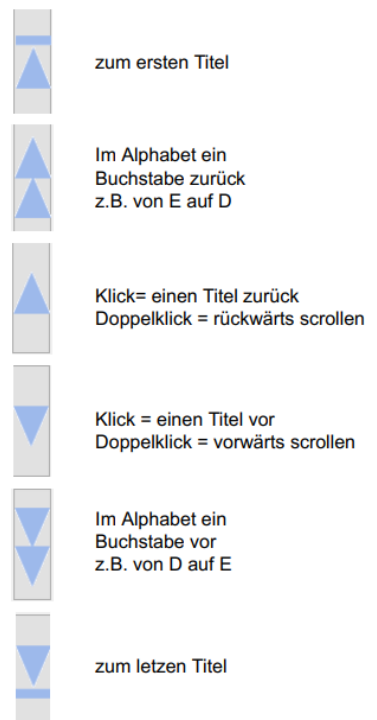 zum ersten Titel
Im Alphabet ein
Buchstabe zurück
z.B. von E auf D
Klick= einen Titel zurück
Doppelklick = rückwärts scrollen
Klick = einen Titel vor
Doppelklick = vorwärts scrollen
Im Alphabet ein
Buchstabe vor
z.B. von D auf E
zum letzen Titel